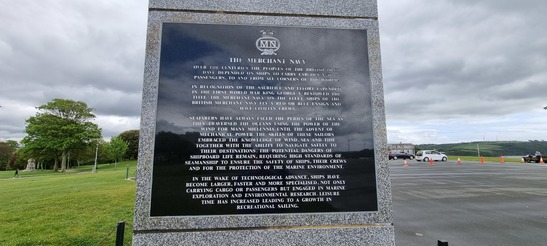 MN
THE MERCHANT NAVY
OVER THE CENTURIES THE PEOPLES OF THE BRITISH ISLES
HAVE DEPENDED ON SHIPS TO CARRY
PASSENGERS, TO AND FROM ALL CORNERS OF THE WORLD
IN RECOGNITION OF THE SACRIFICE AND EFFORT EXPENDED
IN THE FIRST WORLD WAR KING GEORGE V BESTOWED THE
TITLE THE MERCHANT NAVY SHIPS OF THE
BRITISH MERCHANT NAVY FLY A RED OR BLUE ENSIGN AND
HAVE CIVILIAN CREWS.
SEAFARERS HAVE ALWAYS FACED THE PERILS OF THE SEA AS
THEY TRAVERSED THE OCEANS USING THE POWER OF THE
WIND FOR MANY MILLENNIA UNTIL THE ADVENT OF
MECHANICAL POWER. THE SKILLS OF THESE SAILORS
EMBRACED THE KNOWLEDGE OF WIND, SEA AND TIDE
TOGETHER WITH THE ABILITY TO NAVIGATE SAFELY TO
THEIR DESTINATIONS. THE POTENTIAL DANGERS OF
SHIPBOARD LIFE REMAIN, REQUIRING HIGH STANDARDS OF
SEAMANSHIP TO ENSURE THE SAFETY OF SHIPS, THEIR CREWS
AND FOR THE PROTECTION OF THE MARINE ENVIRONMENT.
IN THE WAKE OF TECHNOLOGICAL ADVANCE, SHIPS HAVE
BECOME LARGER, FASTER AND MORE SPECIALISED, NOT ONLY
CARRYING CARGO OR PASSENGERS BUT ENGAGED IN MARINE
EXPLORATION AND ENVIRONMENTAL RESEARCH. LEISURE
TIME HAS INCREASED LEADING TO A GROWTH IN
RECREATIONAL SAILING.